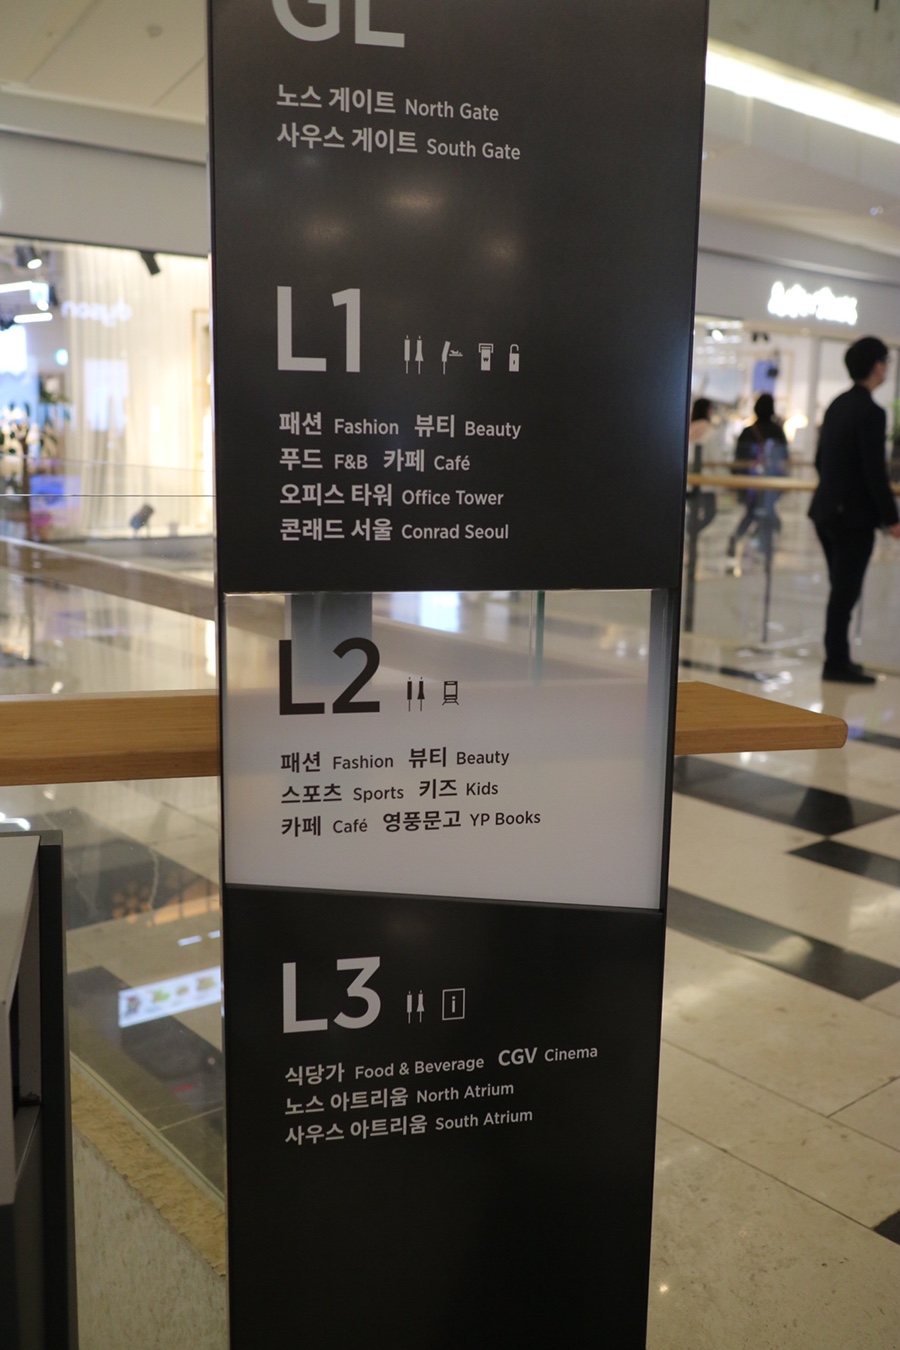 GL
노스 게이트 North Gate
사우스 게이트 South Gate
L1
패션 Fashion 뷰티 Beauty
푸드 F&B 카페 Café
오피스 타워 Office Tower
콘래드 서울 Conrad Seoul
L2
패션 Fashion 뷰티 Beauty
스포츠 Sports 키즈 Kids
카페 Café 영풍문고 YP Books
L3
식당가 Food & Beverage CGV Cinema
노스 아트리움 North Atrium
사우스 아트리움 South Atrium
dyson